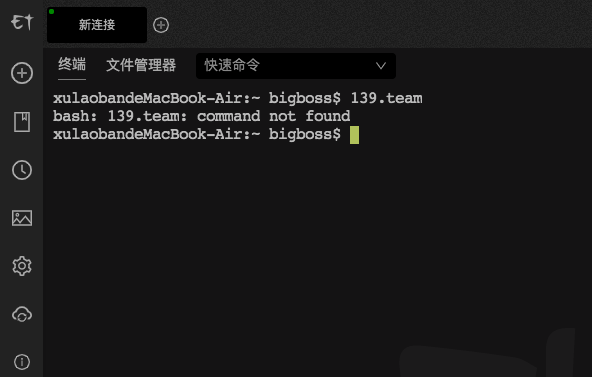 新连接
终端 文件管理器 快速命令
xulaobandeMacBook-Air:~ bigboss$ 139.team
bash: 139.team: command not found
xulaobandeMacBook-Air:~ bigboss$